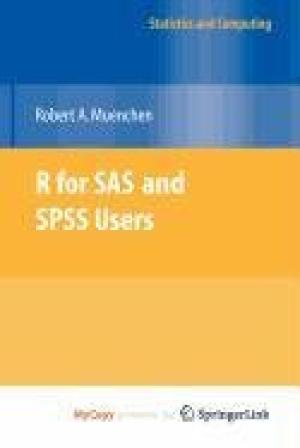 Statistics and Computing
Robert A. Muenchen
R for SAS and
SPSS Users
MyCopy
SpringerLink